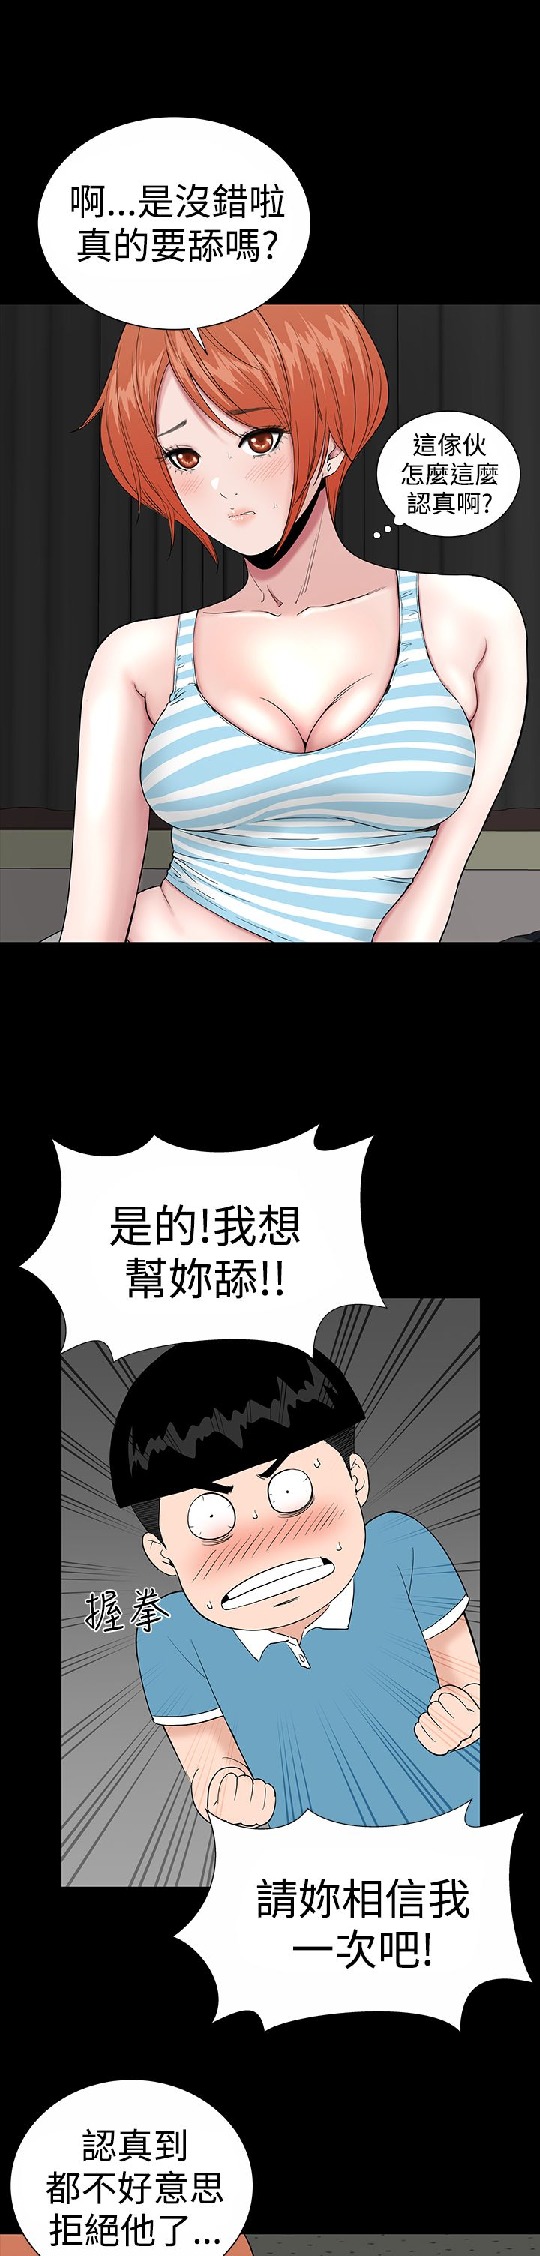 啊...是沒錯啦
真的要舔嗎?
這傢伙
怎麼這麼
認真啊?
是的!我想
幫妳舔!!
握拳
請妳相信我
一次吧!
認真到
都不好意思
拒絕他了...